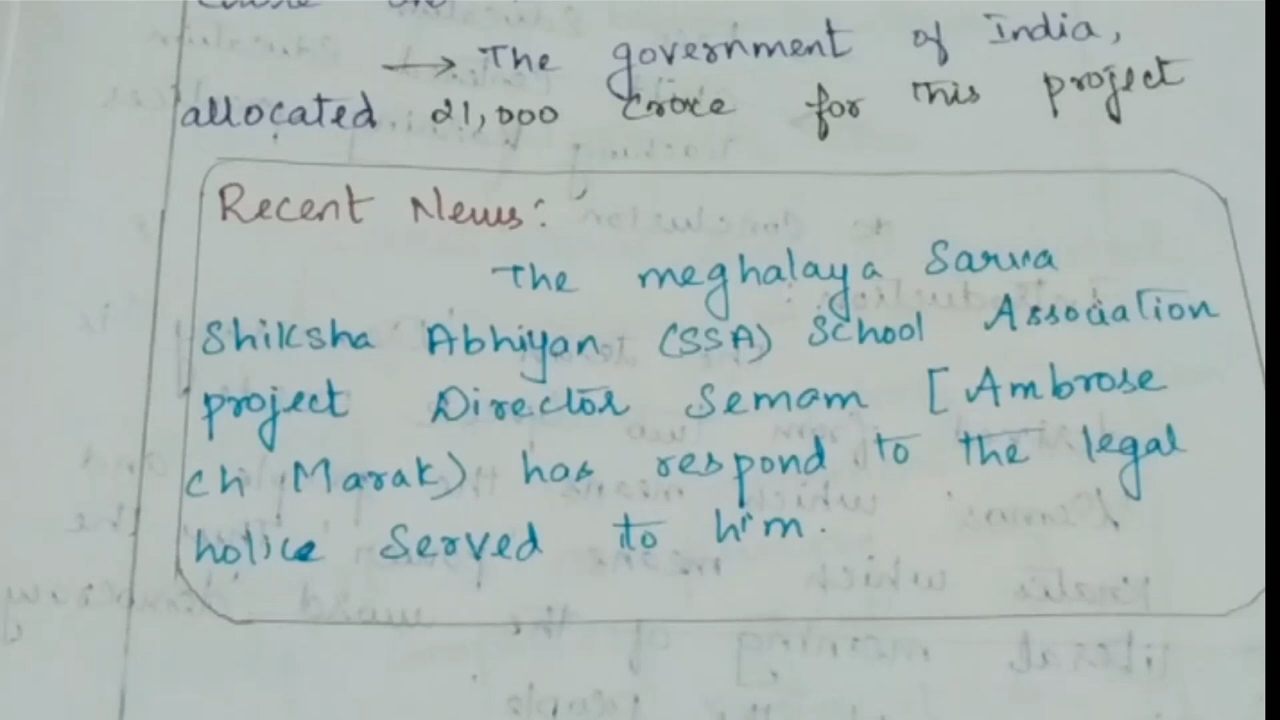 → The government of India,
allocated 21,000 crore for this project
Recent News:
The meghalaya Sarva
Shiksha Abhiyan (SSA) School Association
project Director Semam [Ambrose
ch Marak) has respond to the legal
notice Served to him.